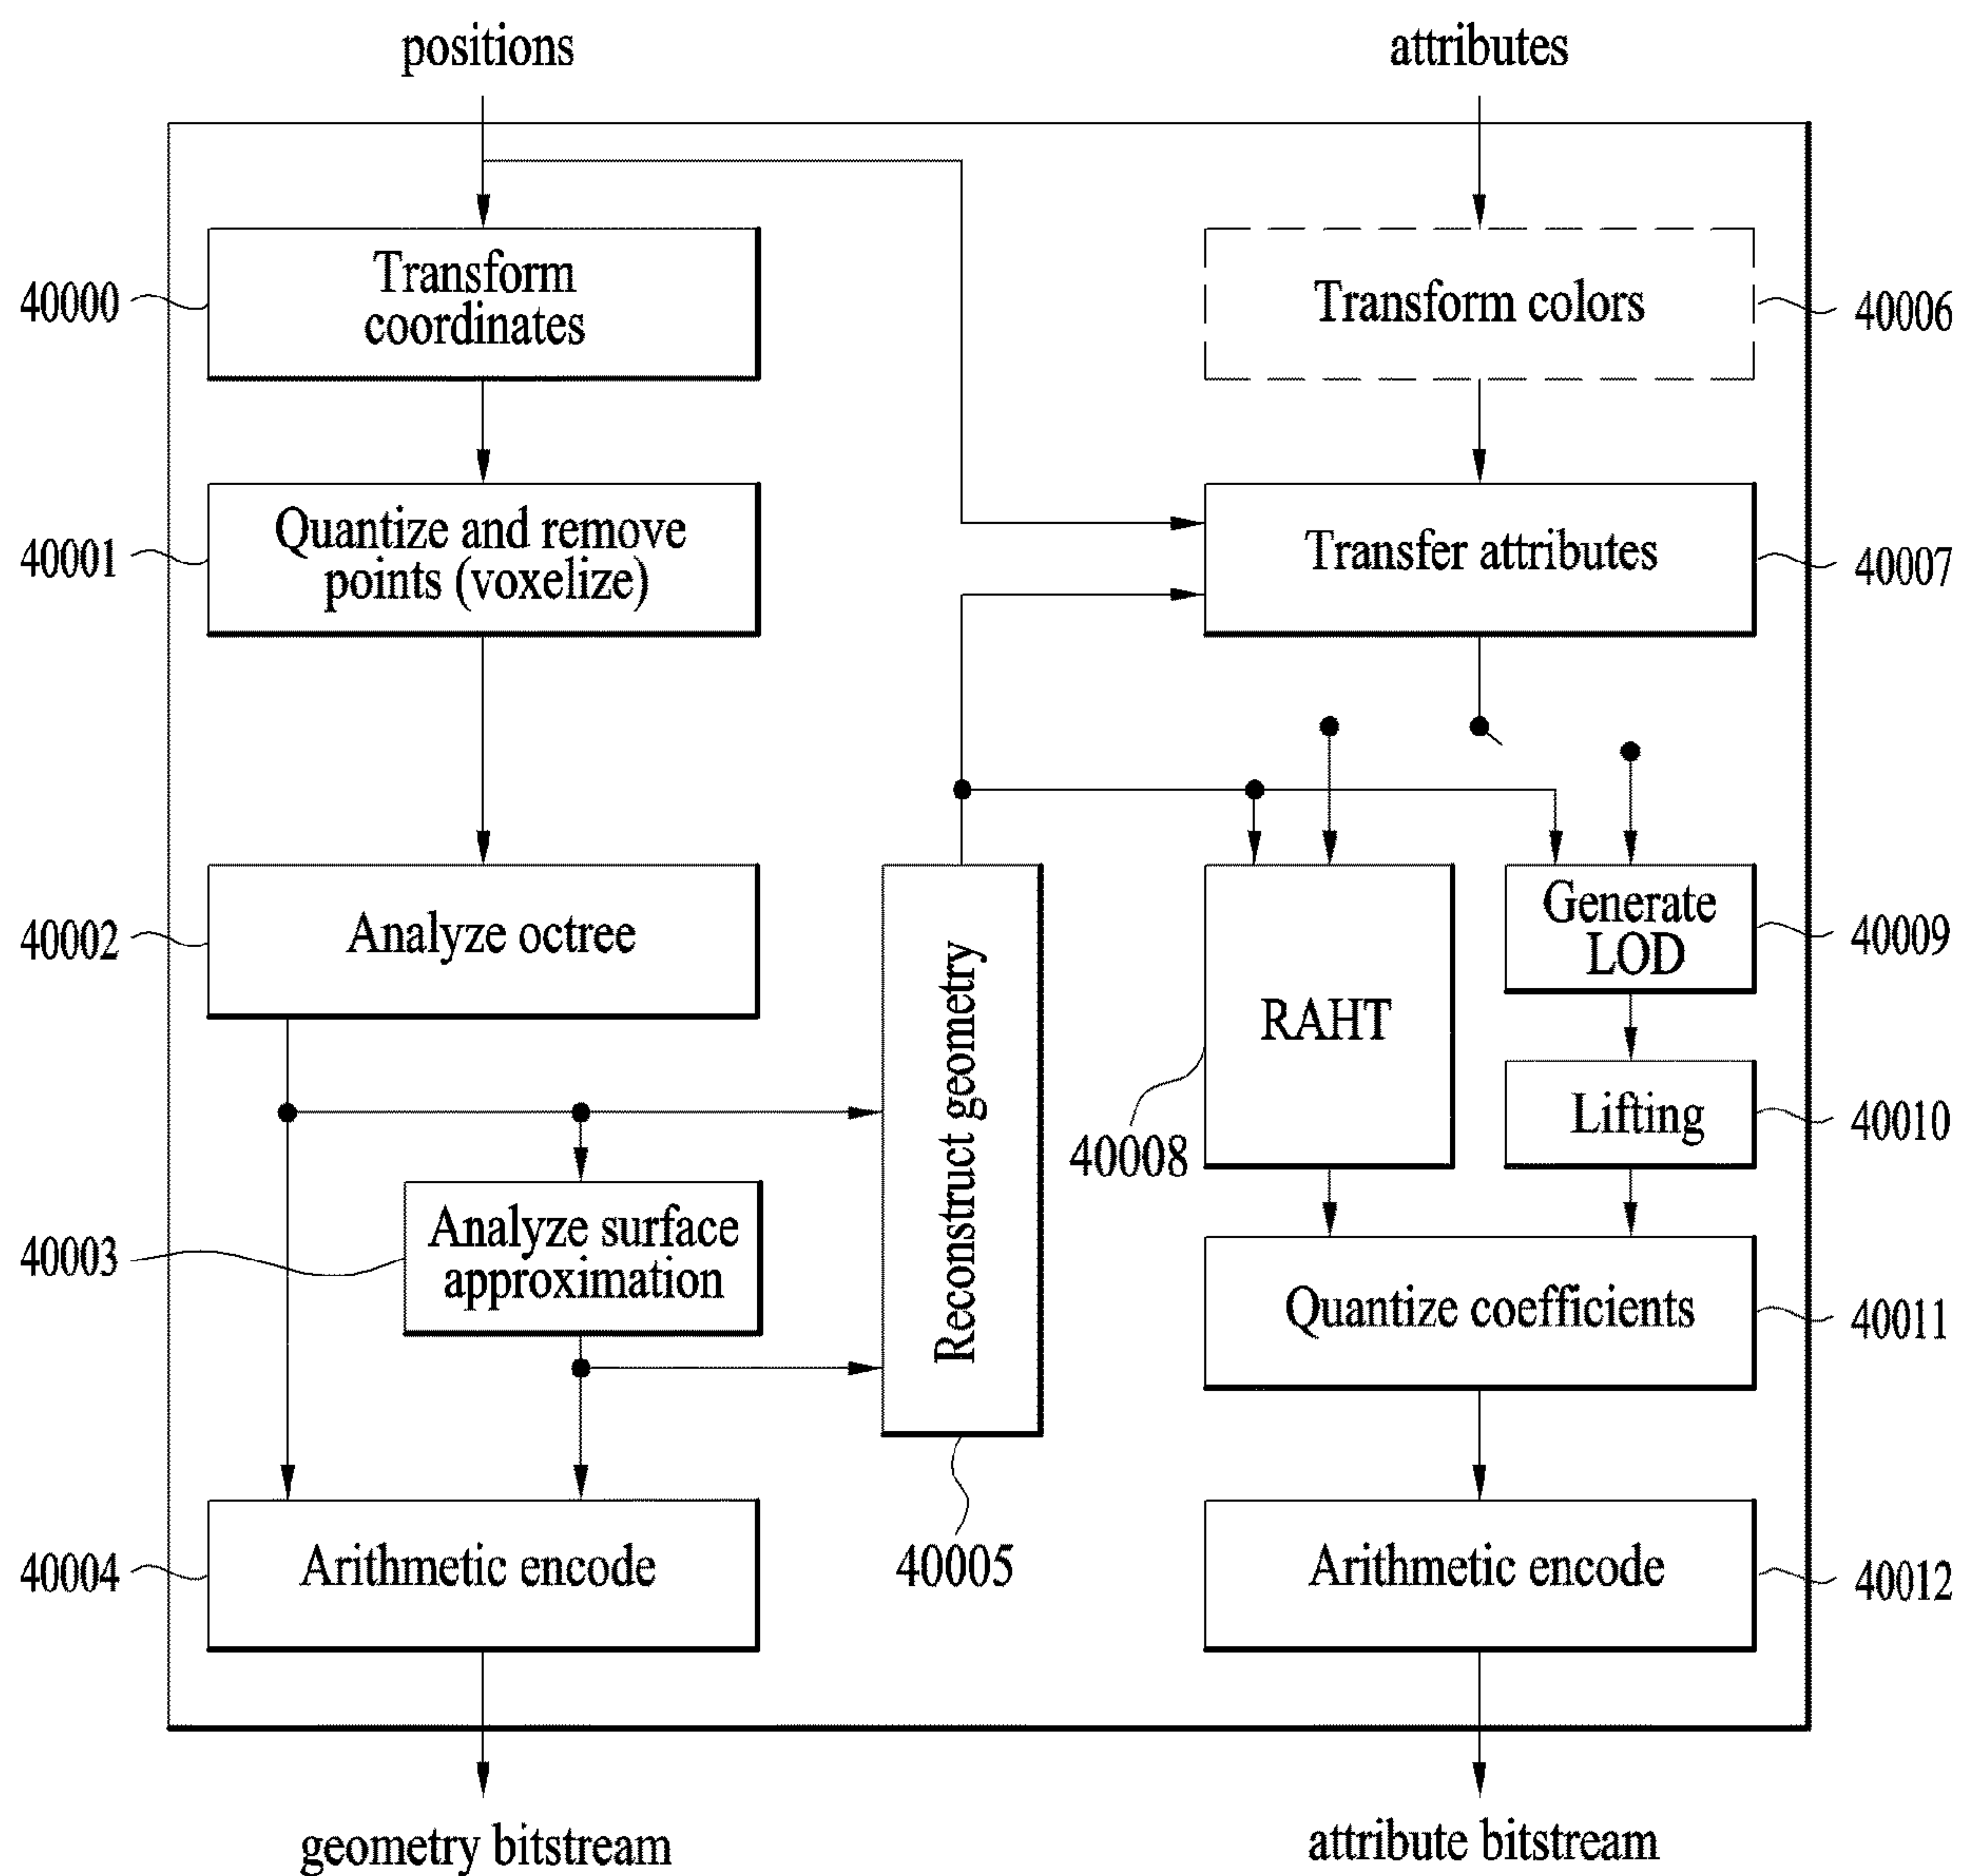 positions
attributes
40000
Transform
coordinates
Transform colors
40006
40001
Quantize and remove
points (voxelize)
Transfer attributes
40007
40002
Analyze octree
Reconstruct geometry
40005
RAHT
40008
Generate
LOD
40009
Lifting
40010
40003
Analyze surface
approximation
Quantize coefficients
40011
40004
Arithmetic encode
Arithmetic encode
40012
geometry bitstream
attribute bitstream